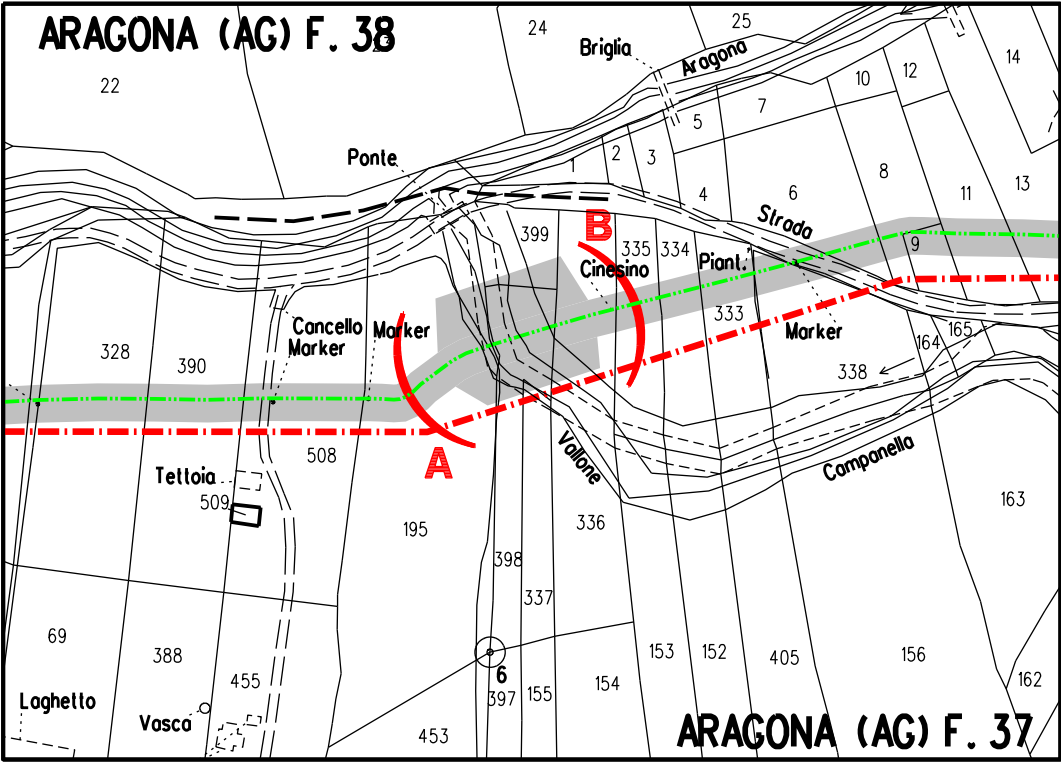 ARAGONA (AG) F. 38
23
24
25
22
Briglia
Aragona
14
12
10
7
5
Ponte
1
2
3
4
6
8
11
13
Strada
399
B
335
334
Piant.
9
Cinesino
333
Marker
Cancello
Marker
Marker
165
164
328
390
338
508
A
Vallone
Campanella
Tettoia
509
195
336
163
398
337
69
388
455
6
397
155
154
153
152
405
156
162
Laghetto
Vasca
453
ARAGONA (AG) F. 37